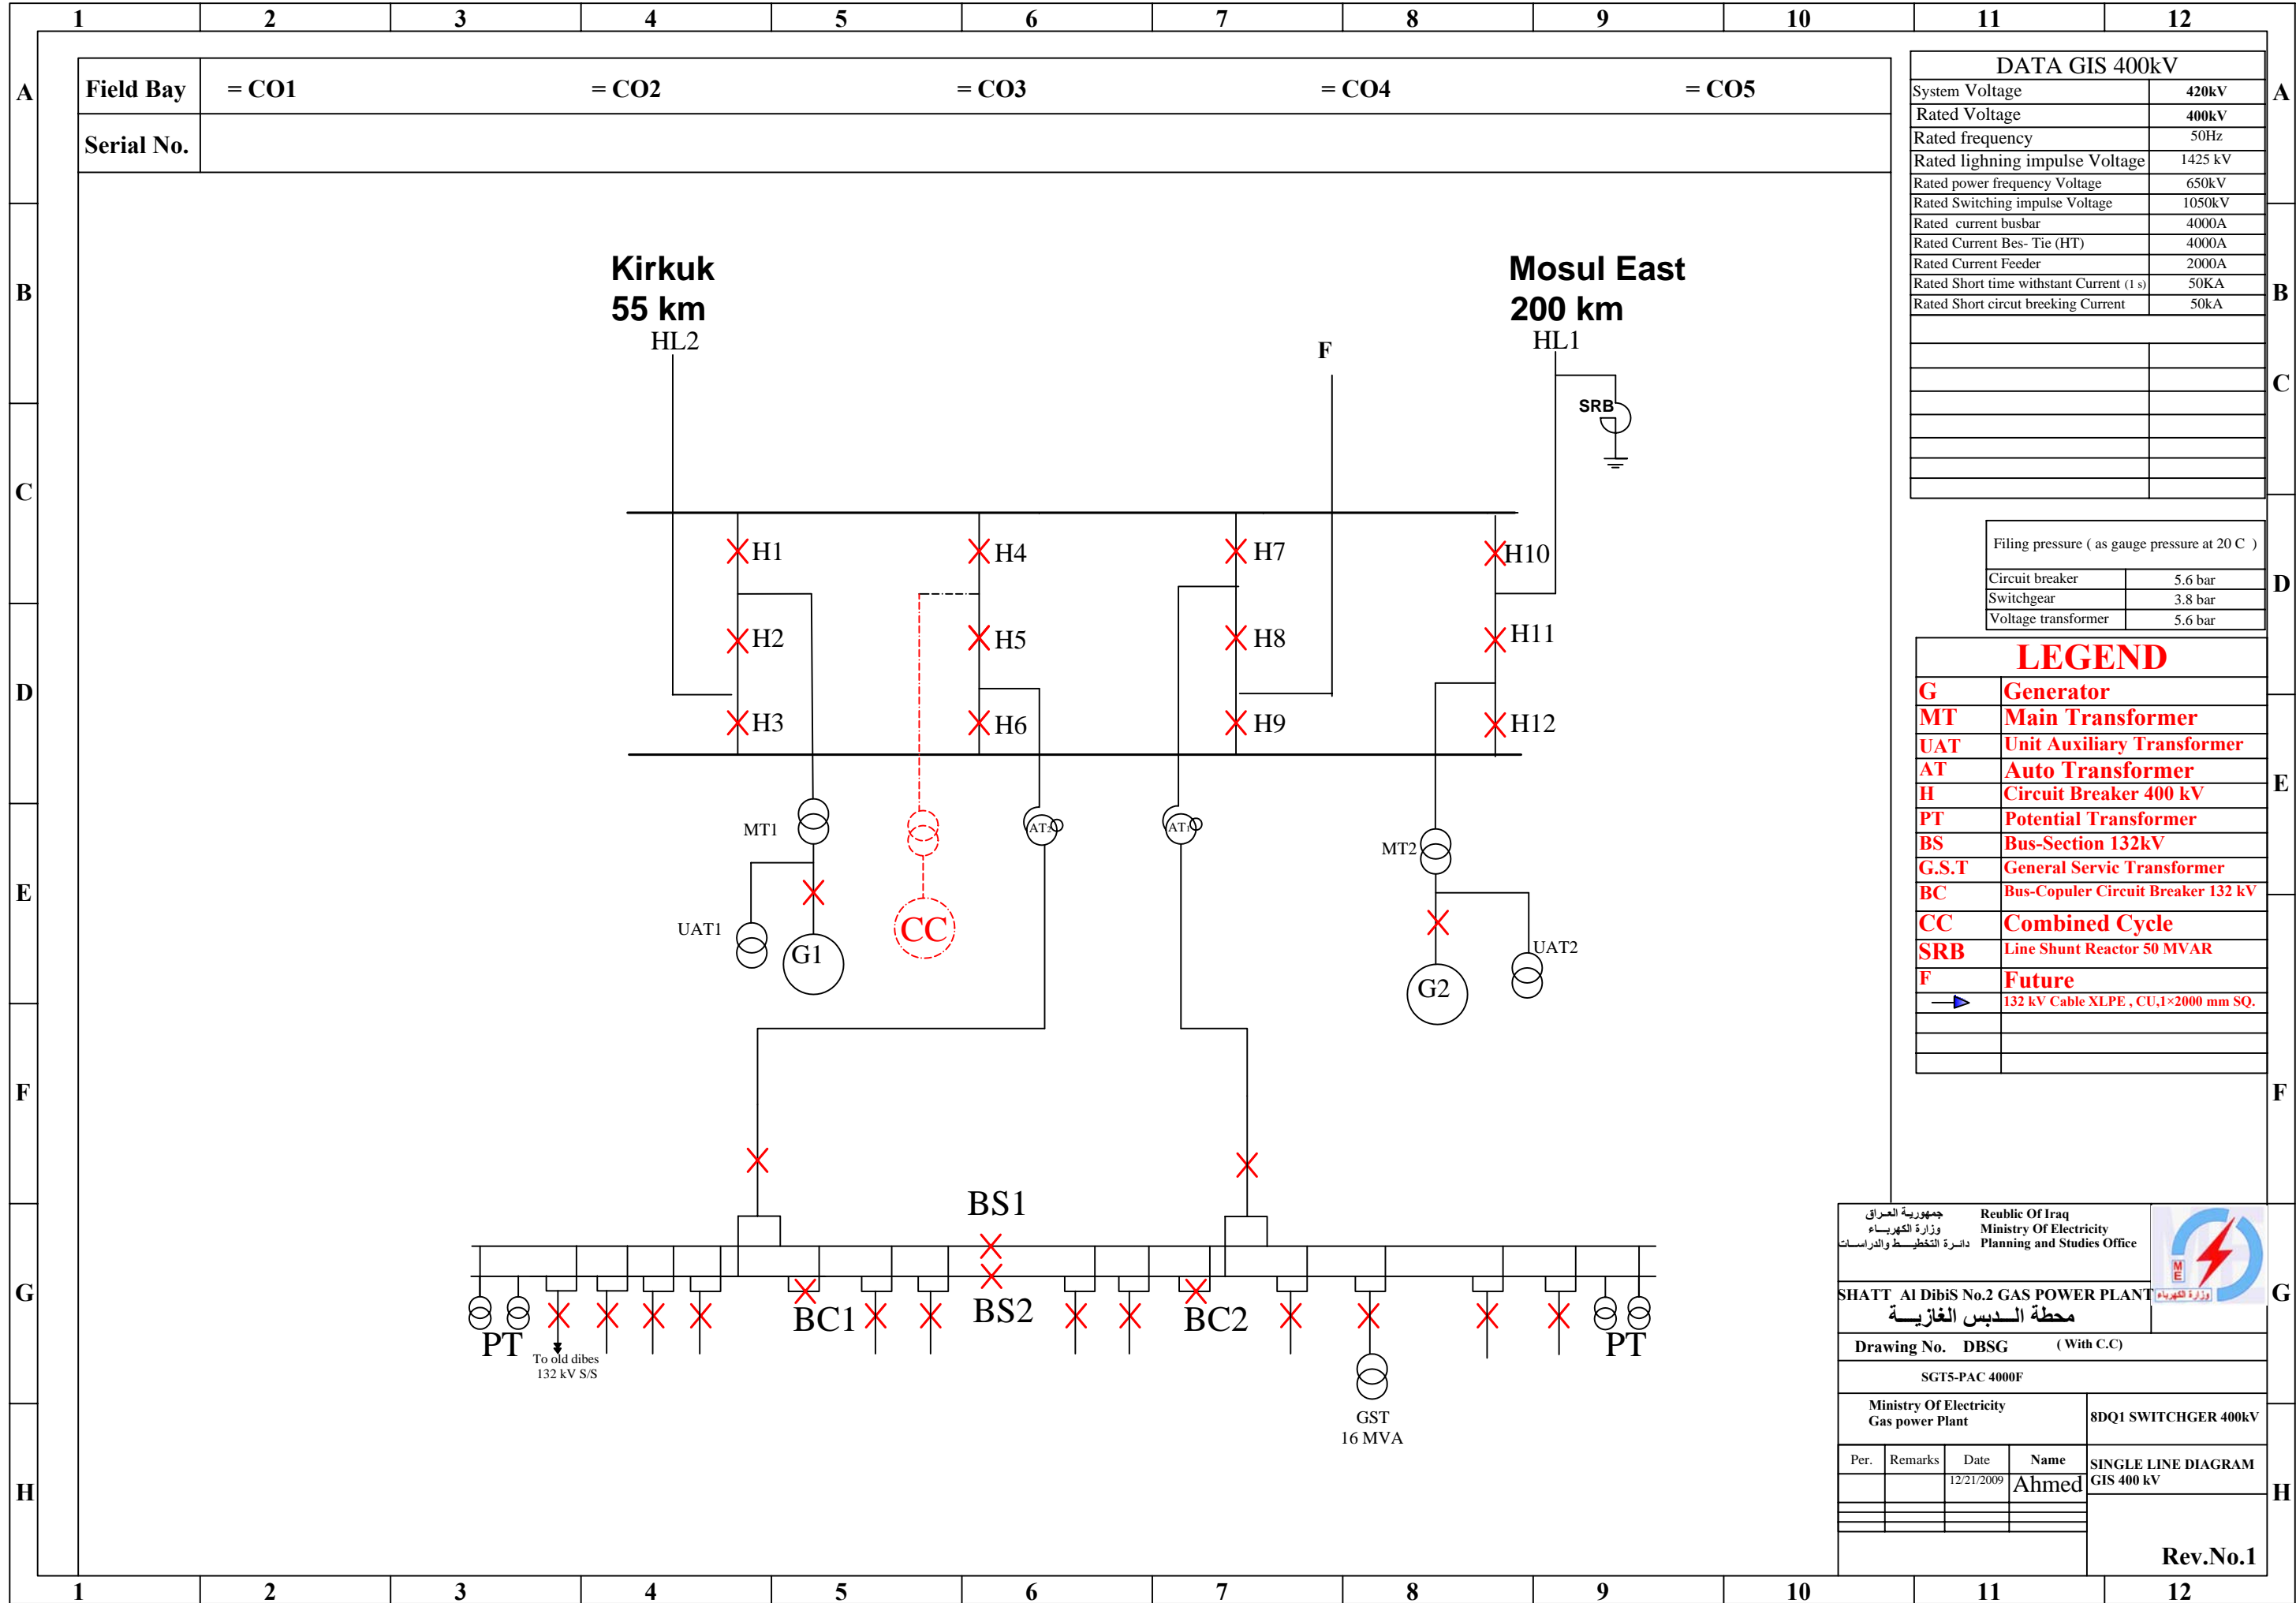 1 2 3 4 5 6 7 8 9 10 11 12
A
B
C
D
E
F
G
H
Field Bay = CO1 = CO2 = CO3 = CO4 = CO5
Serial No.
Kirkuk
55 km
HL2
F
Mosul East
200 km
HL1
SRB
H1 H4 H7 H10
H2 H5 H8 H11
H3 H6 H9 H12
MT1
AT2
AT1
MT2
UAT1
G1
CC
G2
UAT2
BS1
BS2
BC1
BC2
PT
PT
To old dibes
132 kV S/S
GST
16 MVA
DATA GIS 400kV
System Voltage 420kV
Rated Voltage 400kV
Rated frequency 50Hz
Rated lighning impulse Voltage 1425 kV
Rated power frequency Voltage 650kV
Rated Switching impulse Voltage 1050kV
Rated current busbar 4000A
Rated Current Bes- Tie (HT) 4000A
Rated Current Feeder 2000A
Rated Short time withstant Current (1 s) 50KA
Rated Short circut breeking Current 50kA
Filing pressure ( as gauge pressure at 20 C )
Circuit breaker 5.6 bar
Switchgear 3.8 bar
Voltage transformer 5.6 bar
LEGEND
G Generator
MT Main Transformer
UAT Unit Auxiliary Transformer
AT Auto Transformer
H Circuit Breaker 400 kV
PT Potential Transformer
BS Bus-Section 132kV
G.S.T General Servic Transformer
BC Bus-Copuler Circuit Breaker 132 kV
CC Combined Cycle
SRB Line Shunt Reactor 50 MVAR
F Future
132 kV Cable XLPE , CU,1×2000 mm SQ.
جمهورية العراق Reublic Of Iraq
وزارة الكهرباء Ministry Of Electricity
دائرة التخطيط والدراسات Planning and Studies Office
ME
وزارة الكهرباء
SHATT Al DibiS No.2 GAS POWER PLANT
محطة الدبس الغازية
Drawing No. DBSG ( With C.C)
SGT5-PAC 4000F
Ministry Of Electricity
Gas power Plant
8DQ1 SWITCHGER 400kV
Per. Remarks Date Name
12/21/2009 Ahmed
SINGLE LINE DIAGRAM
GIS 400 kV
Rev.No.1
A
B
C
D
E
F
G
H
1 2 3 4 5 6 7 8 9 10 11 12